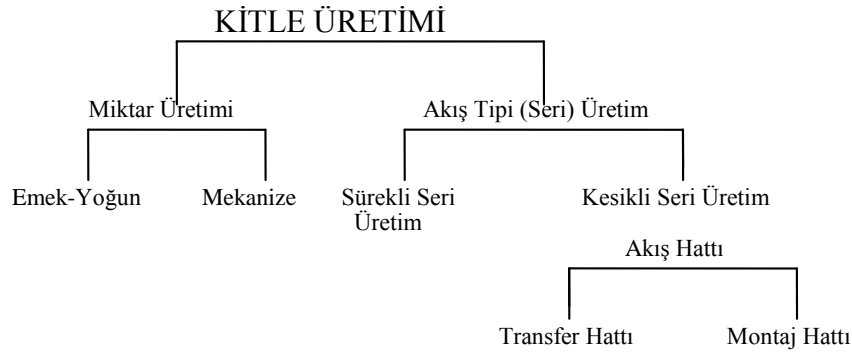 KİTLE ÜRETİMİ
Miktar Üretimi
Akış Tipi (Seri) Üretim
Emek-Yoğun
Mekanize
Sürekli Seri
Üretim
Kesikli Seri Üretim
Akış Hattı
Transfer Hattı
Montaj Hattı